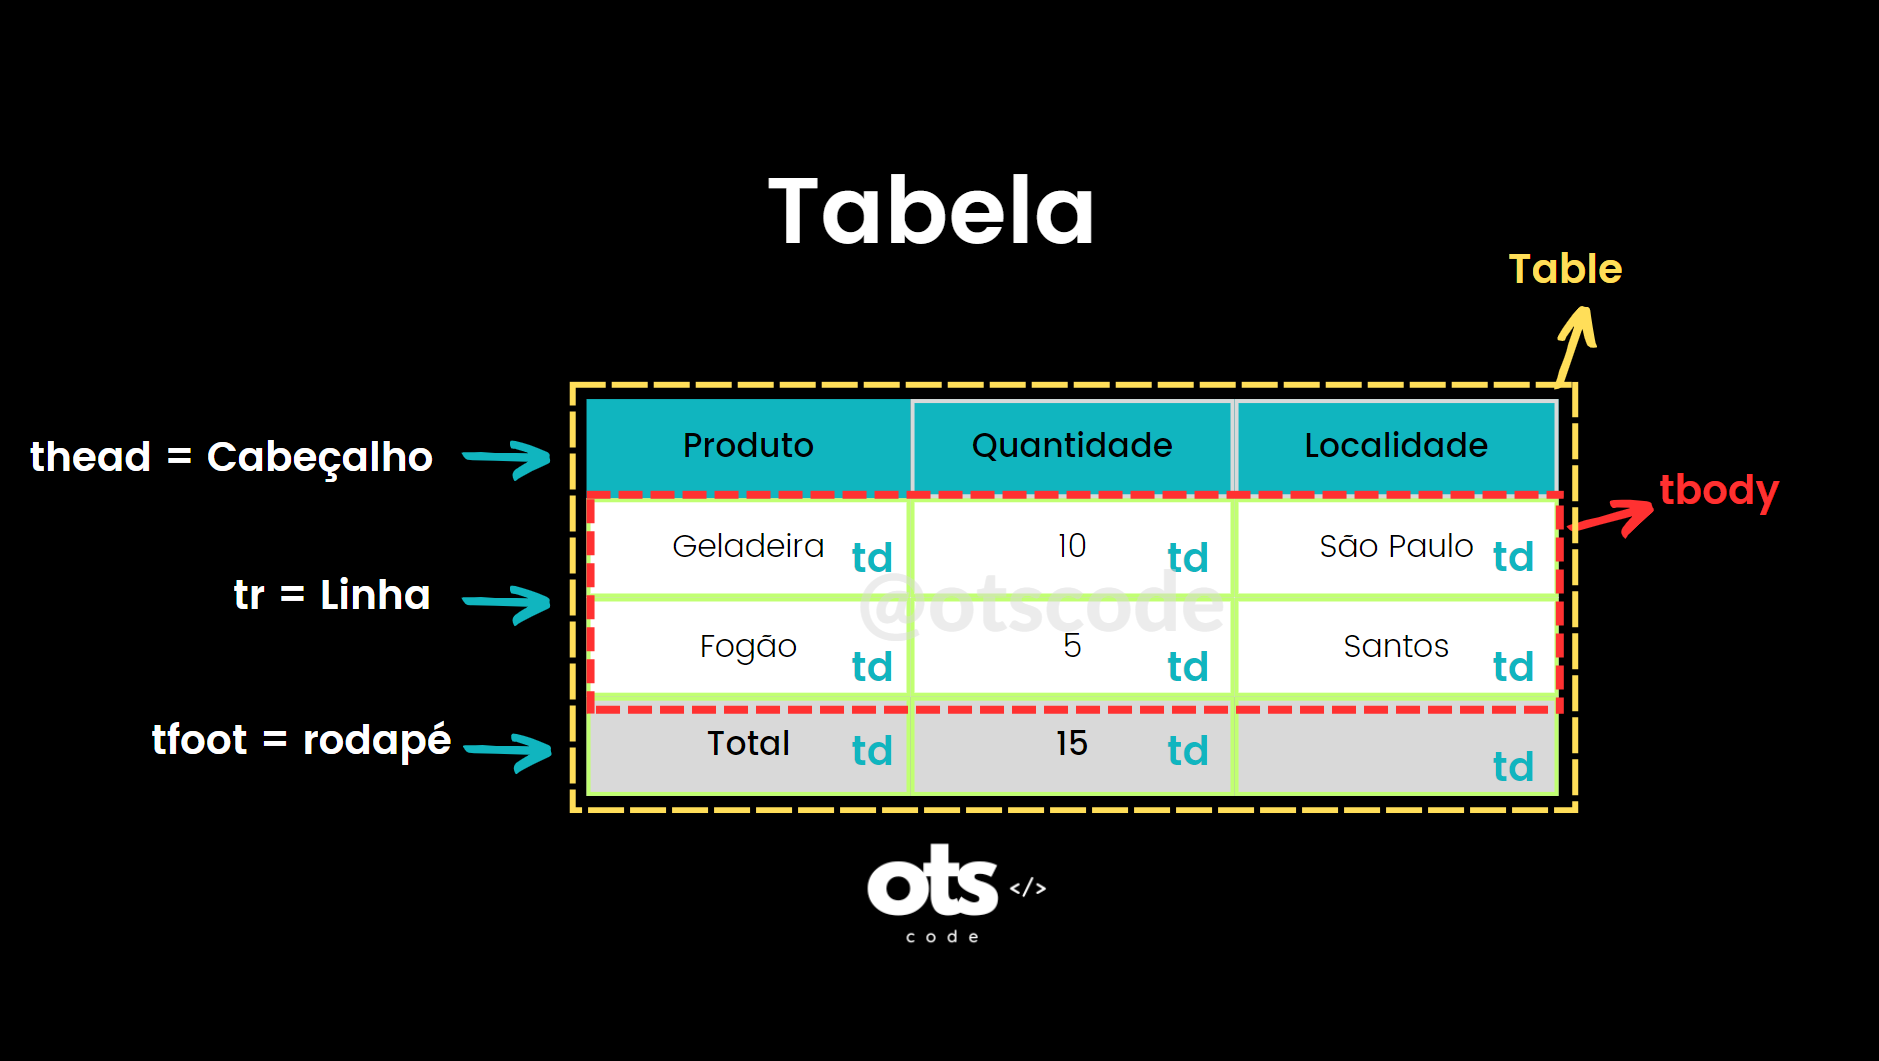 Tabela
Table
thead = Cabeçalho
Produto
Quantidade
Localidade
tbody
Geladeira td
10 td
São Paulo td
@otscode
tr = Linha
Fogão td
5 td
Santos td
tfoot = rodapé
Total td
15 td
td
ots </>
code